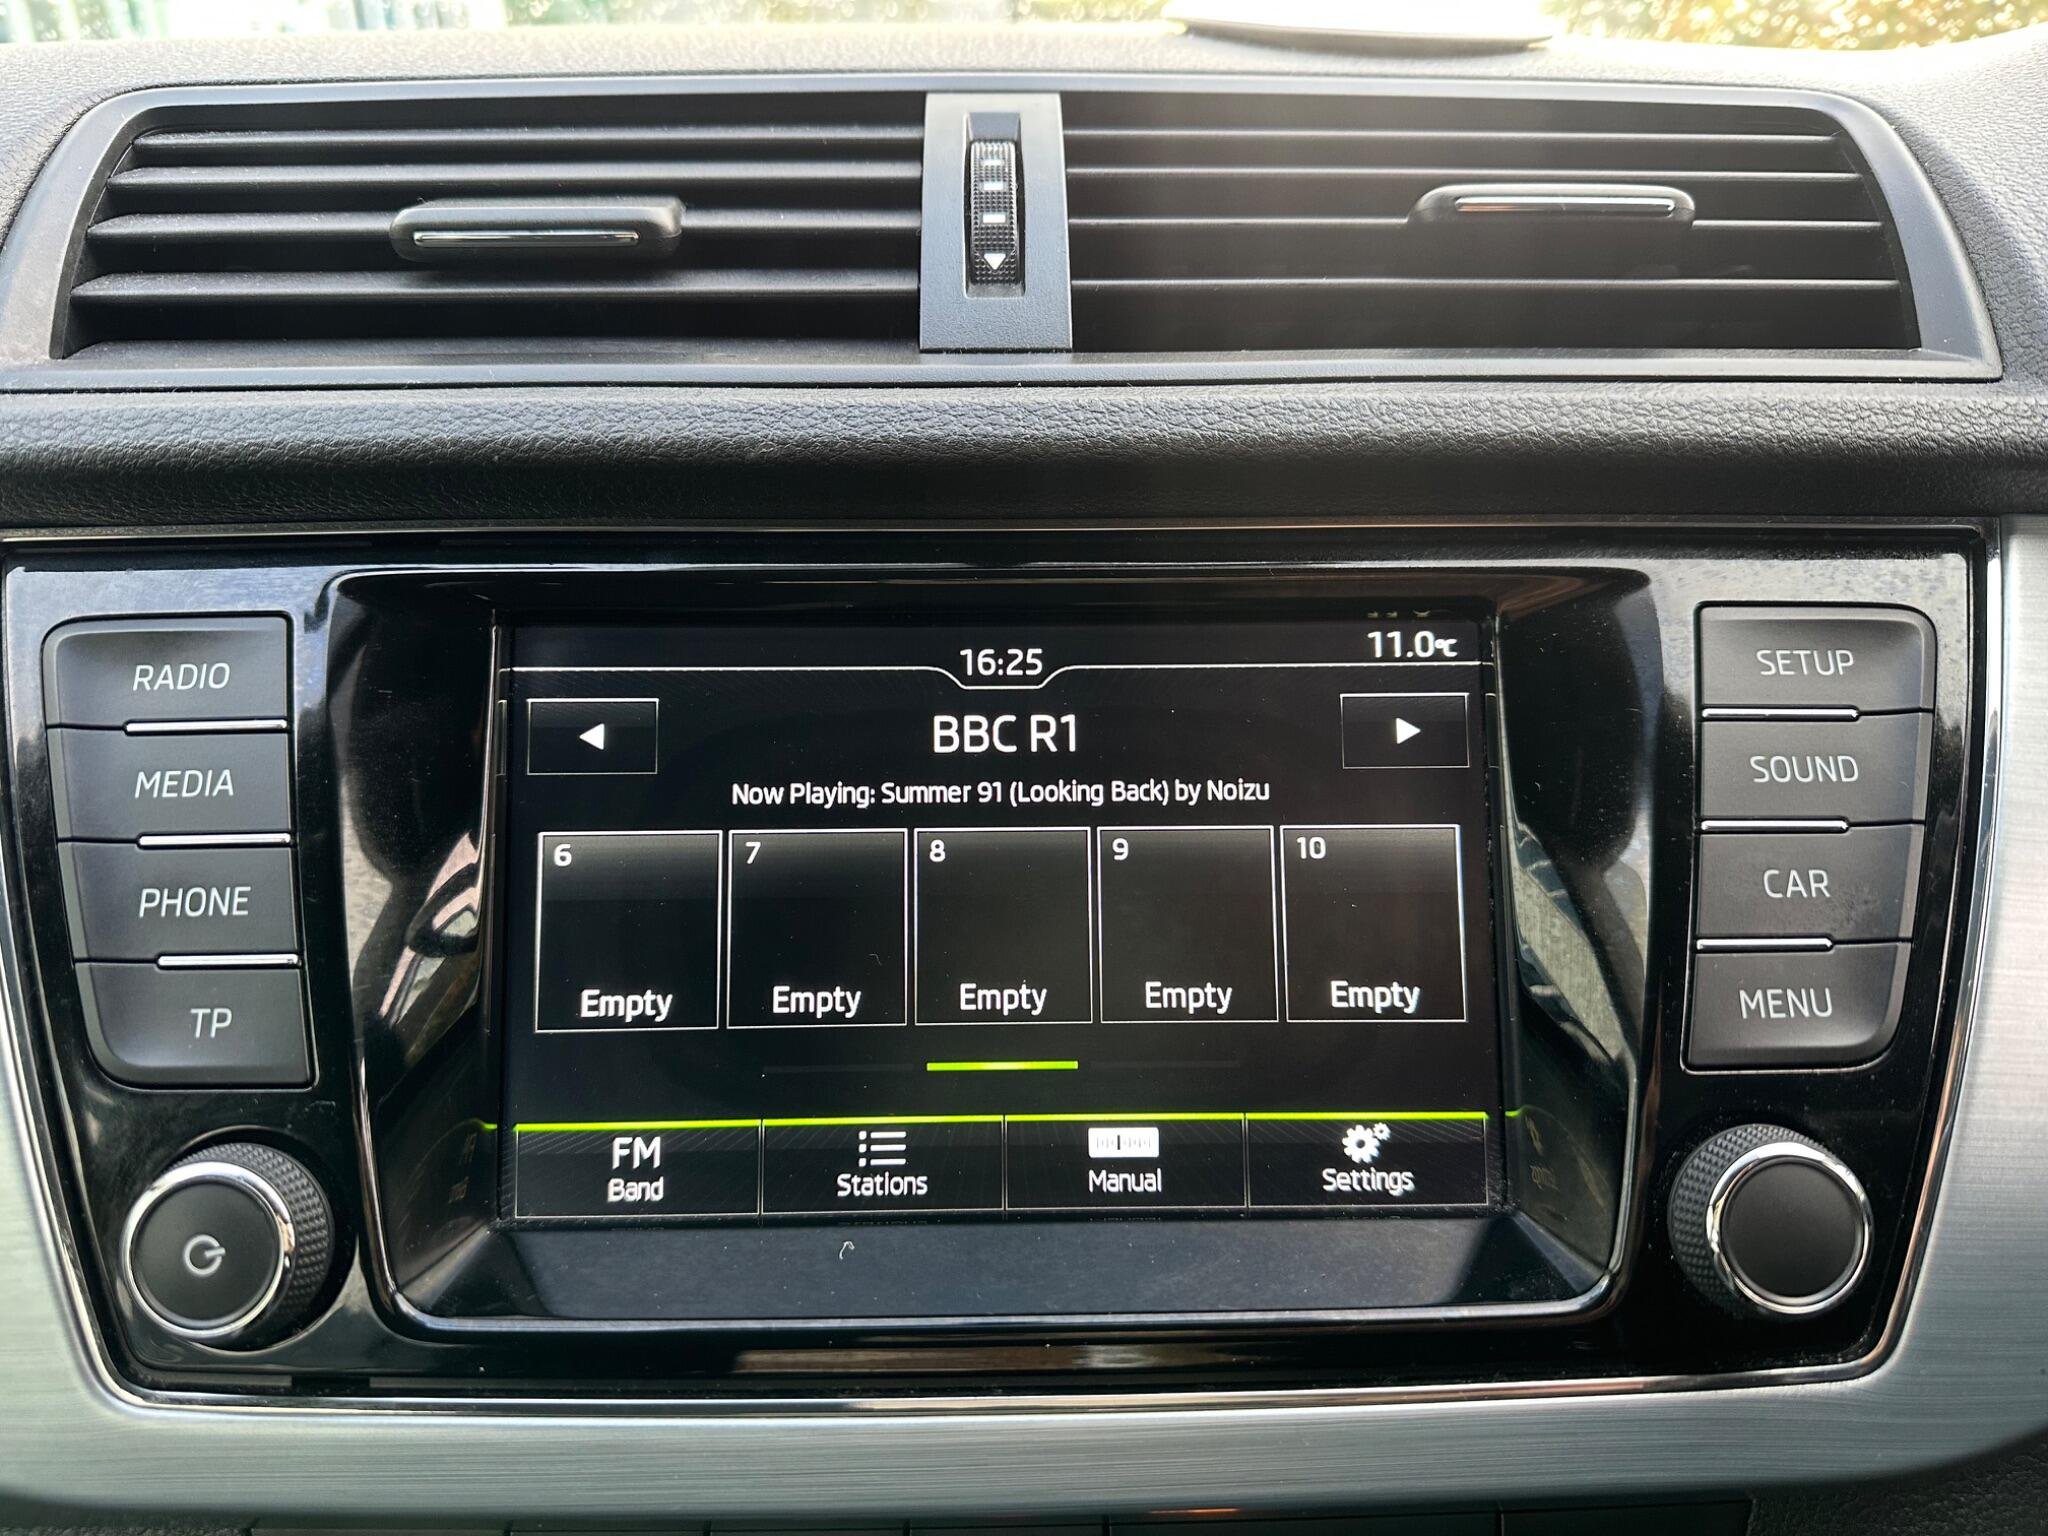 16:25
11.0°C
BBC R1
Now Playing: Summer 91 (Looking Back) by Noizu
6
7
8
9
10
Empty
Empty
Empty
Empty
Empty
FM
Band
Stations
Manual
Settings
RADIO
MEDIA
PHONE
TP
SETUP
SOUND
CAR
MENU